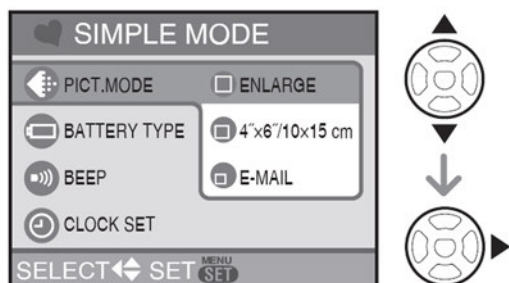 SIMPLE MODE
PICT.MODE
ENLARGE
BATTERY TYPE
4˝×6˝/10×15 cm
BEEP
E-MAIL
CLOCK SET
SELECT SET MENU SET